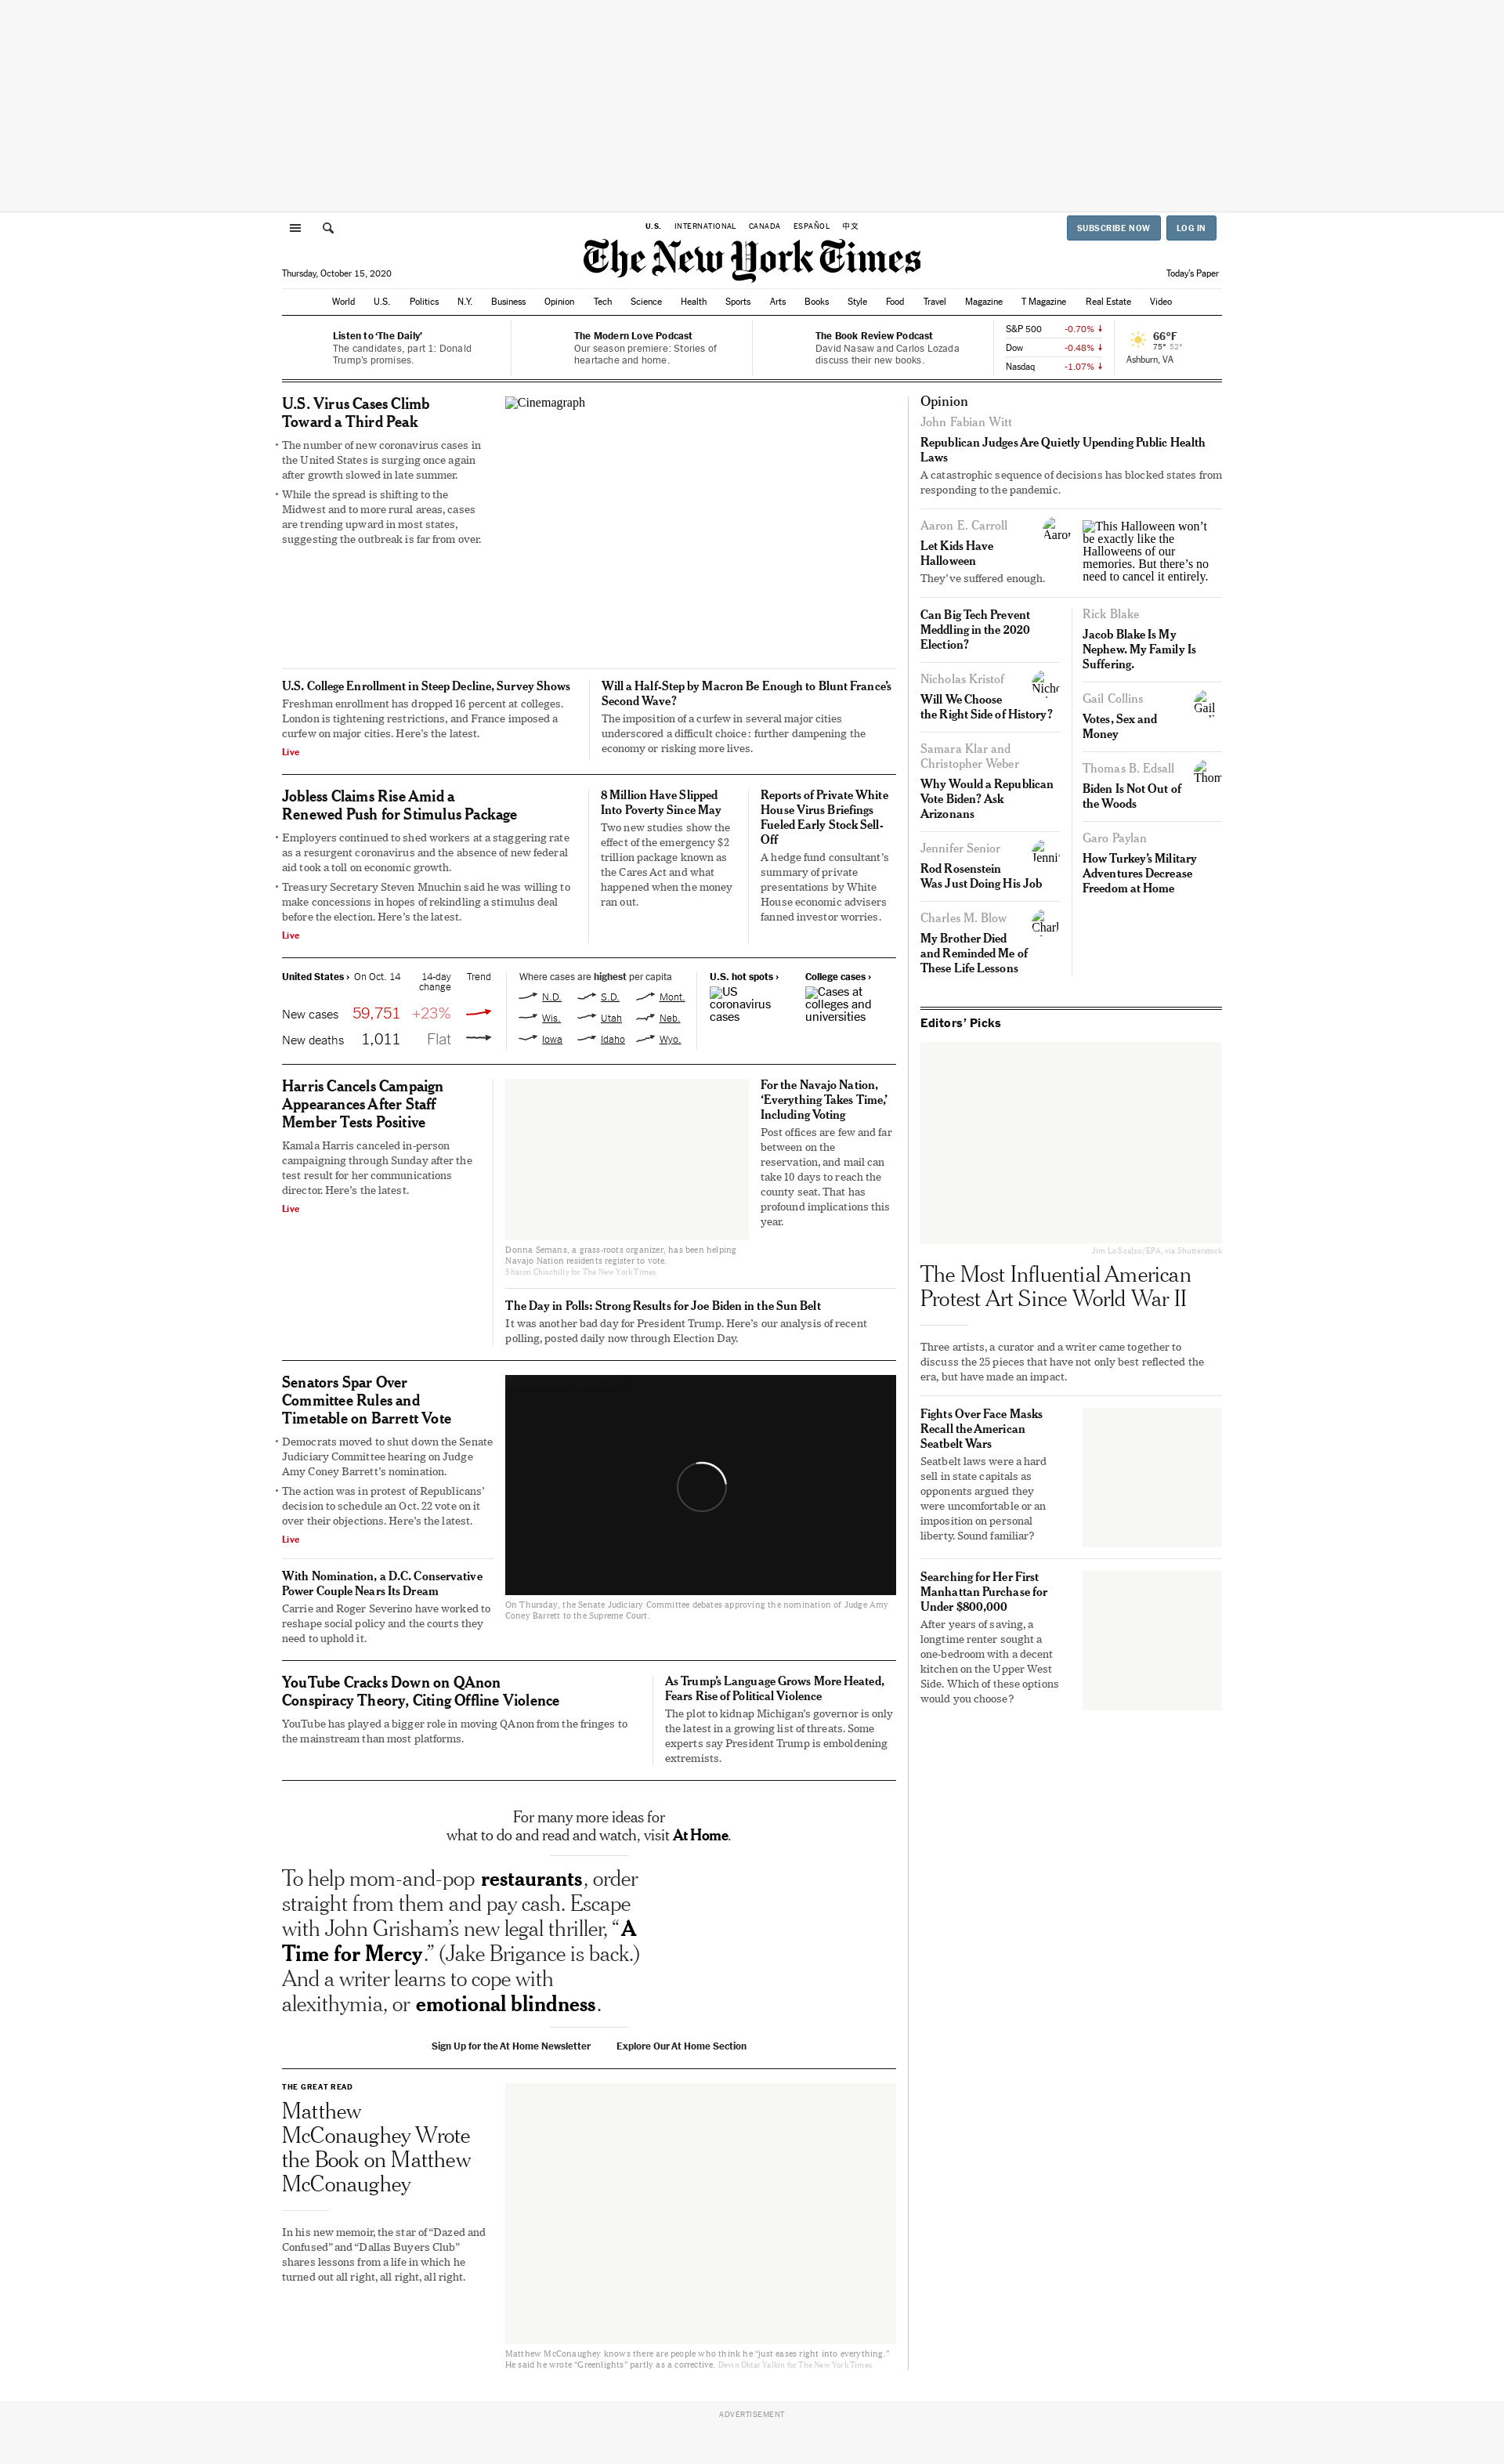 U.S.
INTERNATIONAL
CANADA
ESPAÑOL
中文
SUBSCRIBE NOW
LOG IN
The New York Times
Thursday, October 15, 2020
Today's Paper
World
U.S.
Politics
N.Y.
Business
Opinion
Tech
Science
Health
Sports
Arts
Books
Style
Food
Travel
Magazine
T Magazine
Real Estate
Video
Listen to ‘The Daily’
The candidates, part 1: Donald
Trump's promises.
The Modern Love Podcast
Our season premiere: Stories of
heartache and home.
The Book Review Podcast
David Nasaw and Carlos Lozada
discuss their new books.
S&P 500 -0.70%
Dow -0.48%
Nasdaq -1.07%
66°F
75° 52°
Ashburn, VA
U.S. Virus Cases Climb
Toward a Third Peak
• The number of new coronavirus cases in
the United States is surging once again
after growth slowed in late summer.
• While the spread is shifting to the
Midwest and to more rural areas, cases
are trending upward in most states,
suggesting the outbreak is far from over.
Cinemagraph
U.S. College Enrollment in Steep Decline, Survey Shows
Freshman enrollment has dropped 16 percent at colleges.
London is tightening restrictions, and France imposed a
curfew on major cities. Here's the latest.
Live
Will a Half-Step by Macron Be Enough to Blunt France's
Second Wave?
The imposition of a curfew in several major cities
underscored a difficult choice: further dampening the
economy or risking more lives.
Jobless Claims Rise Amid a
Renewed Push for Stimulus Package
• Employers continued to shed workers at a staggering rate
as a resurgent coronavirus and the absence of new federal
aid took a toll on economic growth.
• Treasury Secretary Steven Mnuchin said he was willing to
make concessions in hopes of rekindling a stimulus deal
before the election. Here's the latest.
Live
8 Million Have Slipped
Into Poverty Since May
Two new studies show the
effect of the emergency $2
trillion package known as
the Cares Act and what
happened when the money
ran out.
Reports of Private White
House Virus Briefings
Fueled Early Stock Sell-
Off
A hedge fund consultant's
summary of private
presentations by White
House economic advisers
fanned investor worries.
United States › On Oct. 14 14-day
change Trend
New cases 59,751 +23%
New deaths 1,011 Flat
Where cases are highest per capita
N.D. S.D. Mont.
Wis. Utah Neb.
Iowa Idaho Wyo.
U.S. hot spots ›
US
coronavirus
cases
College cases ›
Cases at
colleges and
universities
Harris Cancels Campaign
Appearances After Staff
Member Tests Positive
Kamala Harris canceled in-person
campaigning through Sunday after the
test result for her communications
director. Here's the latest.
Live
Donna Semans, a grass-roots organizer, has been helping
Navajo Nation residents register to vote.
Sharon Chischilly for The New York Times
For the Navajo Nation,
‘Everything Takes Time,’
Including Voting
Post offices are few and far
between on the
reservation, and mail can
take 10 days to reach the
county seat. That has
profound implications this
year.
The Day in Polls: Strong Results for Joe Biden in the Sun Belt
It was another bad day for President Trump. Here's our analysis of recent
polling, posted daily now through Election Day.
Senators Spar Over
Committee Rules and
Timetable on Barrett Vote
• Democrats moved to shut down the Senate
Judiciary Committee hearing on Judge
Amy Coney Barrett's nomination.
• The action was in protest of Republicans'
decision to schedule an Oct. 22 vote on it
over their objections. Here's the latest.
Live
With Nomination, a D.C. Conservative
Power Couple Nears Its Dream
Carrie and Roger Severino have worked to
reshape social policy and the courts they
need to uphold it.
On Thursday, the Senate Judiciary Committee debates approving the nomination of Judge Amy
Coney Barrett to the Supreme Court.
YouTube Cracks Down on QAnon
Conspiracy Theory, Citing Offline Violence
YouTube has played a bigger role in moving QAnon from the fringes to
the mainstream than most platforms.
As Trump's Language Grows More Heated,
Fears Rise of Political Violence
The plot to kidnap Michigan's governor is only
the latest in a growing list of threats. Some
experts say President Trump is emboldening
extremists.
For many more ideas for
what to do and read and watch, visit At Home.
To help mom-and-pop restaurants, order
straight from them and pay cash. Escape
with John Grisham's new legal thriller, “A
Time for Mercy.” (Jake Brigance is back.)
And a writer learns to cope with
alexithymia, or emotional blindness.
Sign Up for the At Home Newsletter
Explore Our At Home Section
THE GREAT READ
Matthew
McConaughey Wrote
the Book on Matthew
McConaughey
In his new memoir, the star of “Dazed and
Confused” and “Dallas Buyers Club”
shares lessons from a life in which he
turned out all right, all right, all right.
Matthew McConaughey knows there are people who think he “just eases right into everything.”
He said he wrote “Greenlights” partly as a corrective. Devin Oktar Yalkin for The New York Times
Opinion
John Fabian Witt
Republican Judges Are Quietly Upending Public Health
Laws
A catastrophic sequence of decisions has blocked states from
responding to the pandemic.
Aaron E. Carroll
Let Kids Have
Halloween
They've suffered enough.
Aaron
This Halloween won't
be exactly like the
Halloweens of our
memories. But there's no
need to cancel it entirely.
Can Big Tech Prevent
Meddling in the 2020
Election?
Nicholas Kristof
Will We Choose
the Right Side of History?
Samara Klar and
Christopher Weber
Why Would a Republican
Vote Biden? Ask
Arizonans
Jennifer Senior
Rod Rosenstein
Was Just Doing His Job
Charles M. Blow
My Brother Died
and Reminded Me of
These Life Lessons
Rick Blake
Jacob Blake Is My
Nephew. My Family Is
Suffering.
Gail Collins
Gail
Votes, Sex and
Money
Thomas B. Edsall
Biden Is Not Out of
the Woods
Garo Paylan
How Turkey's Military
Adventures Decrease
Freedom at Home
Editors' Picks
Jim Lo Scalzo/EPA, via Shutterstock
The Most Influential American
Protest Art Since World War II
Three artists, a curator and a writer came together to
discuss the 25 pieces that have not only best reflected the
era, but have made an impact.
Fights Over Face Masks
Recall the American
Seatbelt Wars
Seatbelt laws were a hard
sell in state capitals as
opponents argued they
were uncomfortable or an
imposition on personal
liberty. Sound familiar?
Searching for Her First
Manhattan Purchase for
Under $800,000
After years of saving, a
longtime renter sought a
one-bedroom with a decent
kitchen on the Upper West
Side. Which of these options
would you choose?
ADVERTISEMENT